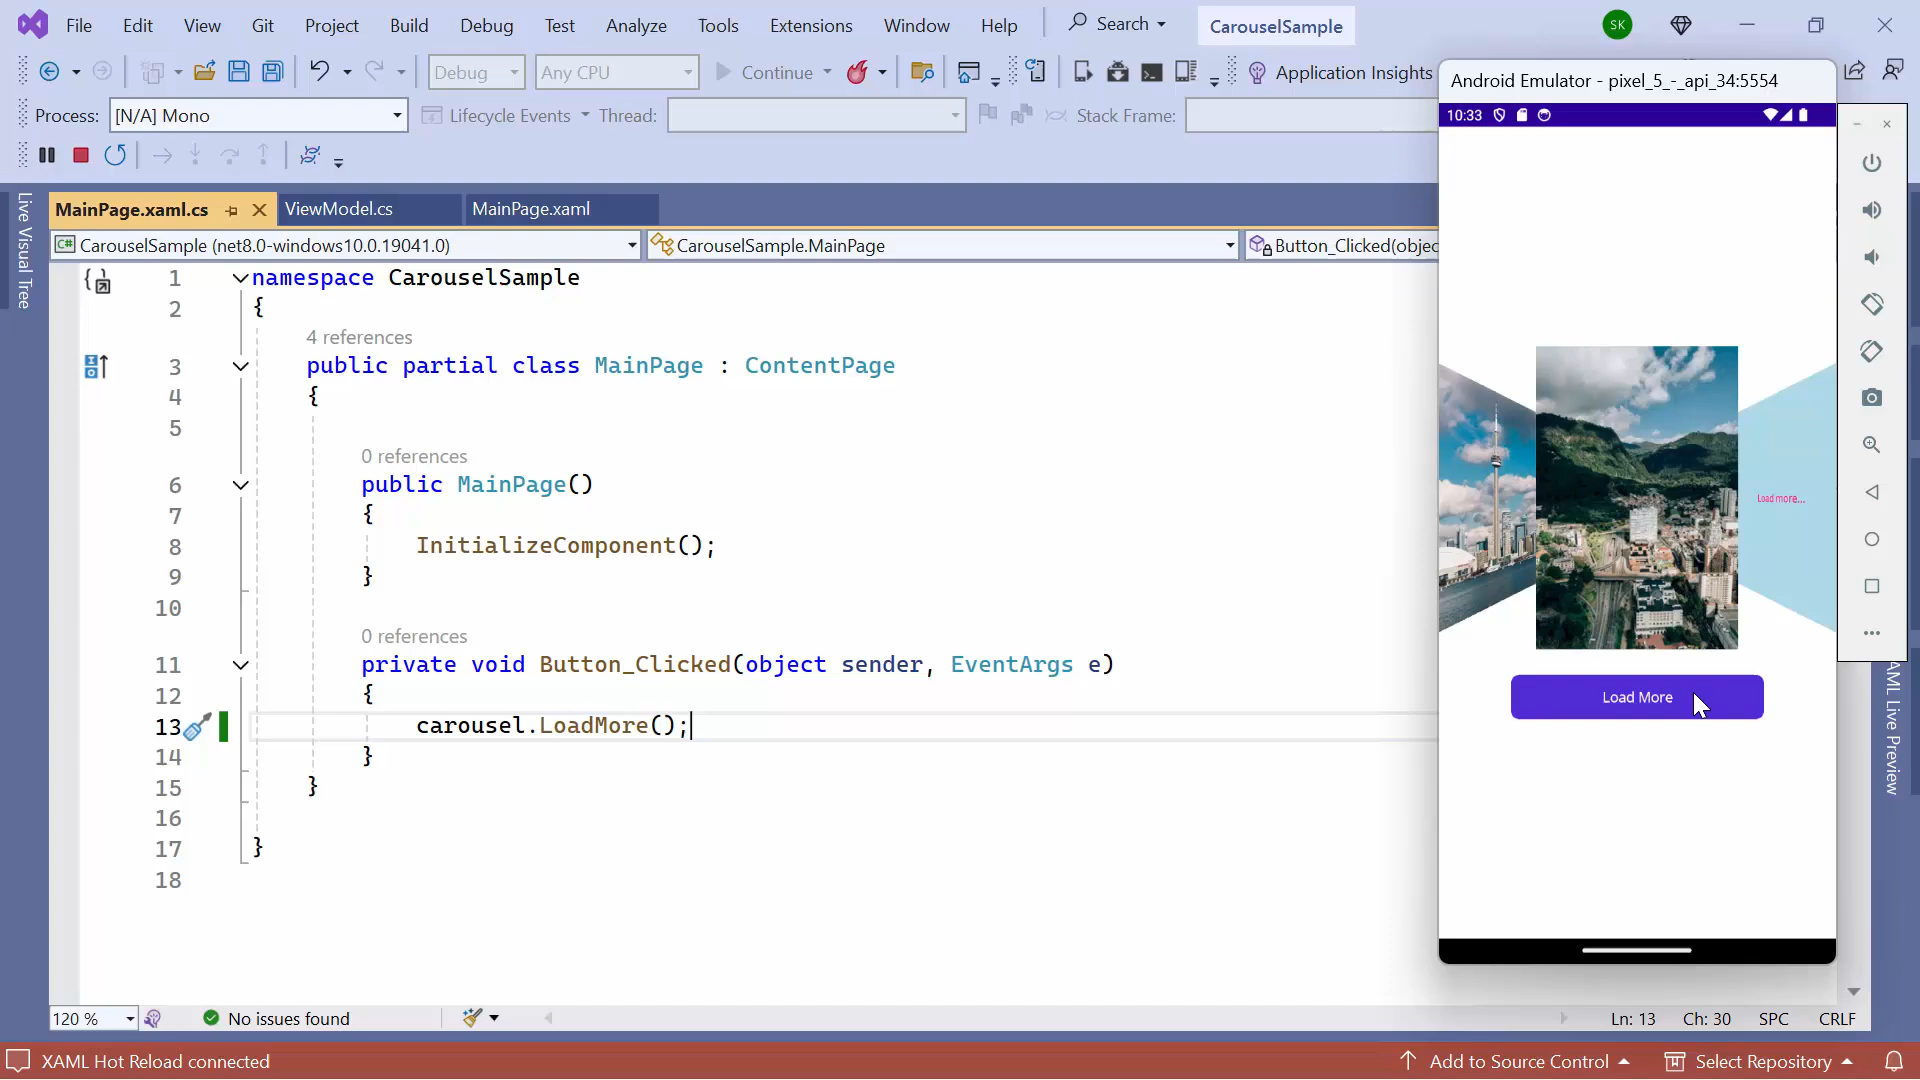 File Edit View Git Project Build Debug Test Analyze Tools Extensions Window Help Search CarouselSample SK
Debug Any CPU Continue Application Insights
Process: [N/A] Mono Lifecycle Events Thread: Stack Frame:
Live Visual Tree
MainPage.xaml.cs ViewModel.cs MainPage.xaml
CarouselSample (net8.0-windows10.0.19041.0) CarouselSample.MainPage Button_Clicked(objec
1 namespace CarouselSample
2 {
4 references
3 public partial class MainPage : ContentPage
4 {
5
0 references
6 public MainPage()
7 {
8 InitializeComponent();
9 }
10
0 references
11 private void Button_Clicked(object sender, EventArgs e)
12 {
13 carousel.LoadMore();
14 }
15 }
16
17 }
18
Android Emulator - pixel_5_-_api_34:5554
10:33
Load more...
Load More
XAML Live Preview
120 % No issues found Ln: 13 Ch: 30 SPC CRLF
XAML Hot Reload connected Add to Source Control Select Repository